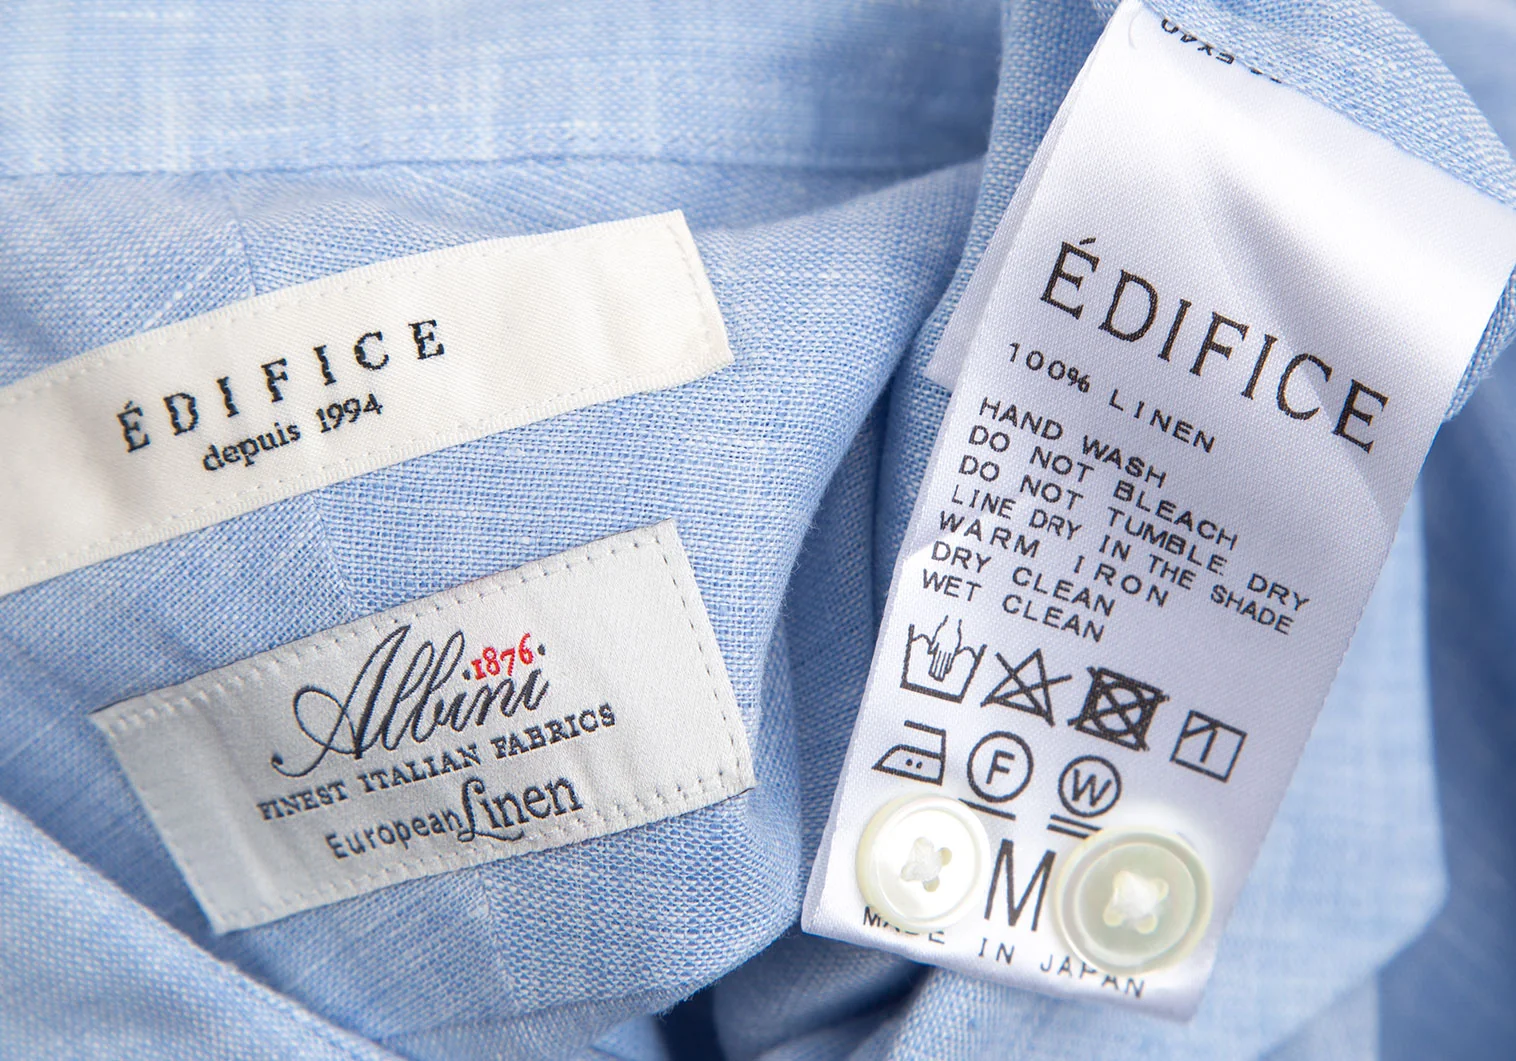 ÉDIFICE
depuis 1994
Albini
·1876·
FINEST ITALIAN FABRICS
European Linen
ÉDIFICE
100% LINEN
HAND WASH
DO NOT BLEACH
DO NOT TUMBLE DRY
LINE DRY IN THE SHADE
WARM IRON
DRY CLEAN
WET CLEAN
F
W
M
MADE IN JAPAN